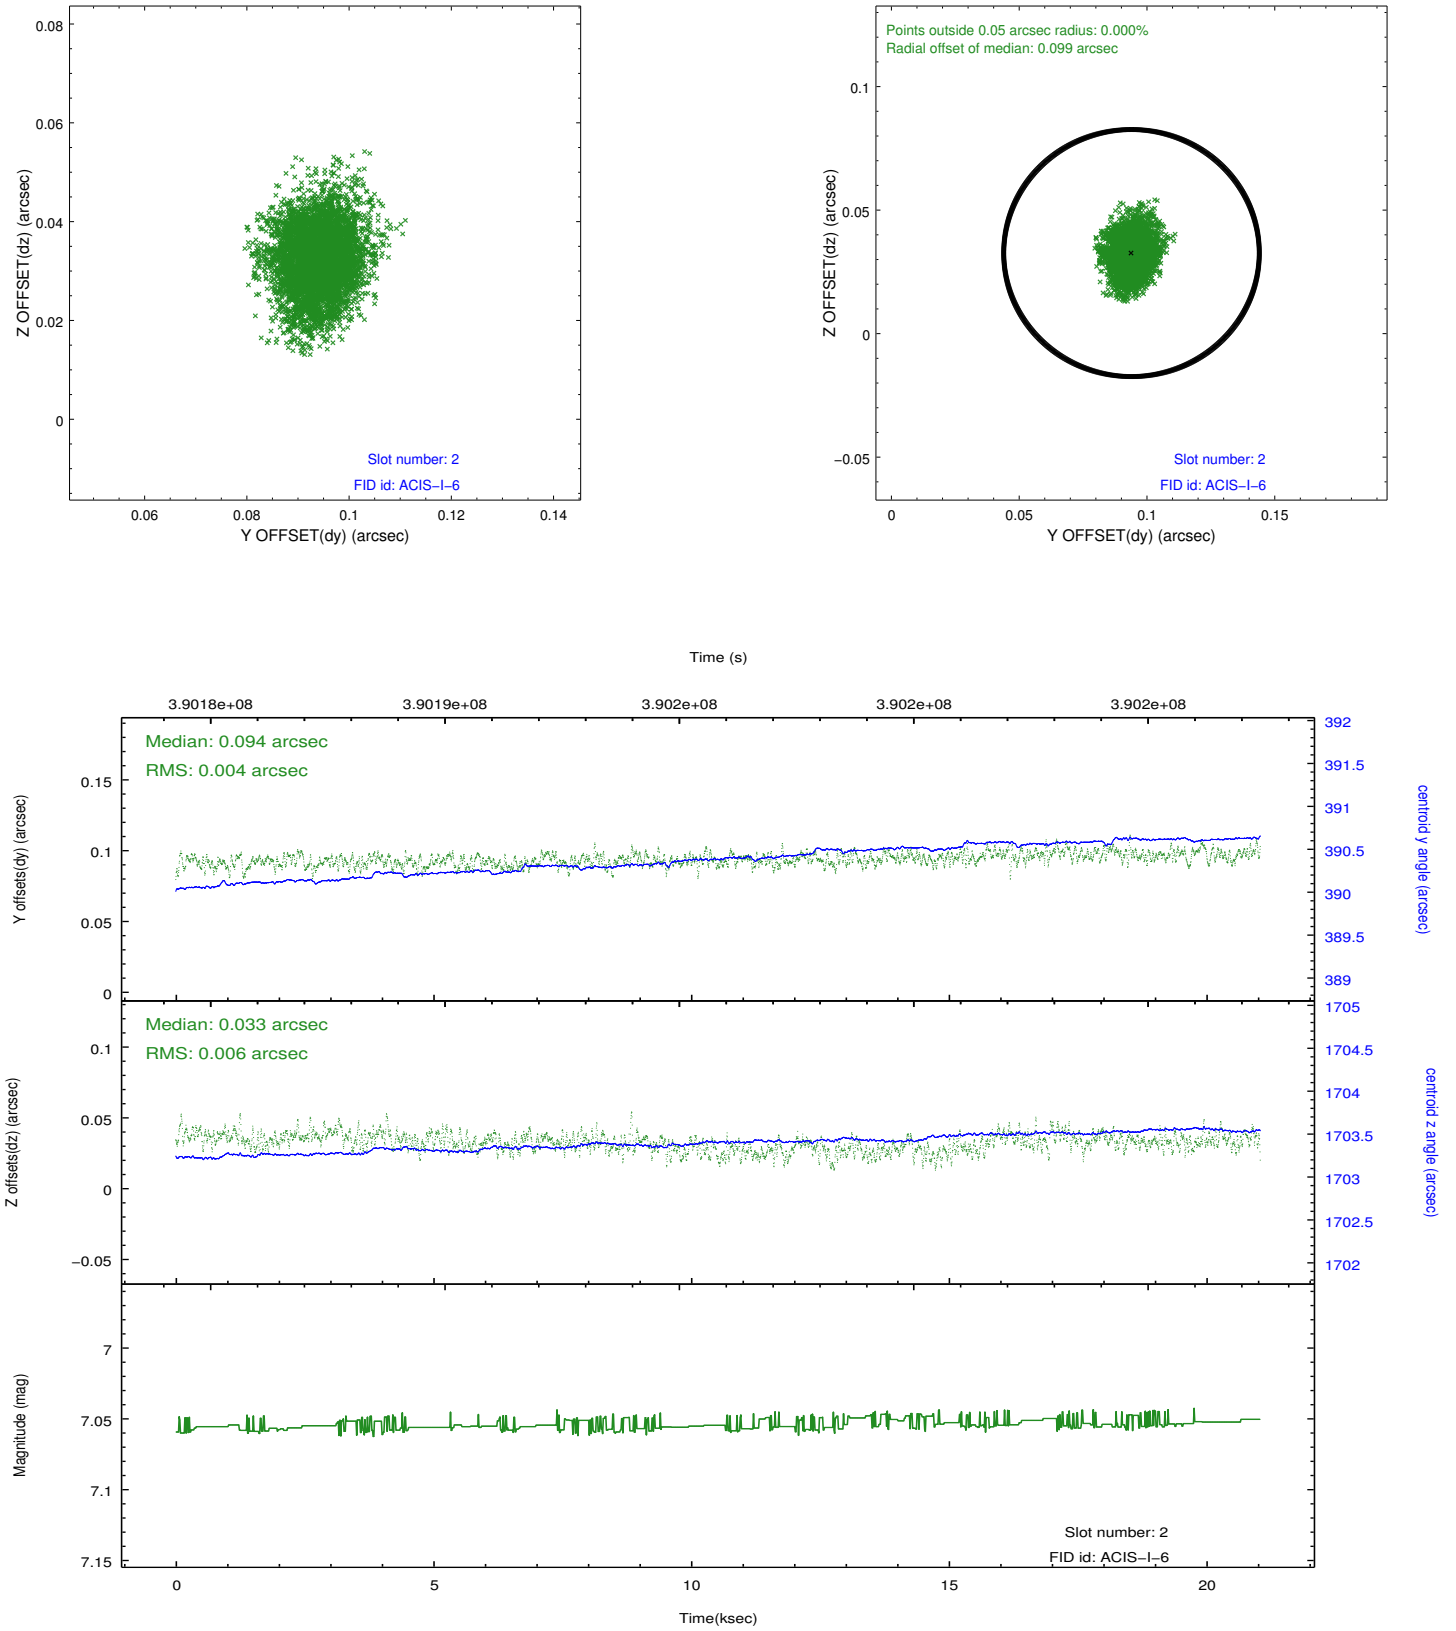 0.08
0.06
0.04
0.02
0
Z OFFSET(dz) (arcsec)
Slot number: 2
FID id: ACIS−I−6
0.06 0.08 0.1 0.12 0.14
Y OFFSET(dy) (arcsec)
Points outside 0.05 arcsec radius: 0.000%
Radial offset of median: 0.099 arcsec
0.1
0.05
0
−0.05
Z OFFSET(dz) (arcsec)
Slot number: 2
FID id: ACIS−I−6
0 0.05 0.1 0.15
Y OFFSET(dy) (arcsec)
Time (s)
3.9018e+08 3.9019e+08 3.902e+08 3.902e+08 3.902e+08
Median: 0.094 arcsec
RMS: 0.004 arcsec
0.15
0.1
0.05
0
Y offsets(dy) (arcsec)
392
391.5
391
390.5
390
389.5
389
centroid y angle (arcsec)
Median: 0.033 arcsec
RMS: 0.006 arcsec
0.1
0.05
0
−0.05
Z offsets(dz) (arcsec)
1705
1704.5
1704
1703.5
1703
1702.5
1702
centroid z angle (arcsec)
7
7.05
7.1
7.15
Magnitude (mag)
Slot number: 2
FID id: ACIS−I−6
0 5 10 15 20
Time(ksec)